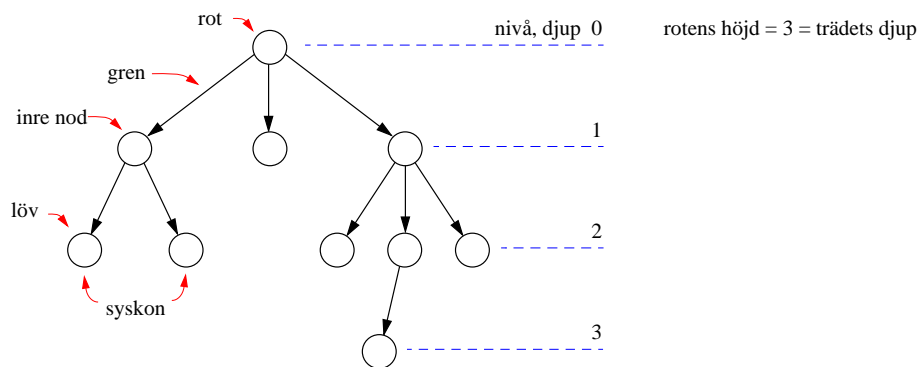 rot
nivå, djup 0
rotens höjd = 3 = trädets djup
gren
inre nod
1
löv
2
syskon
3